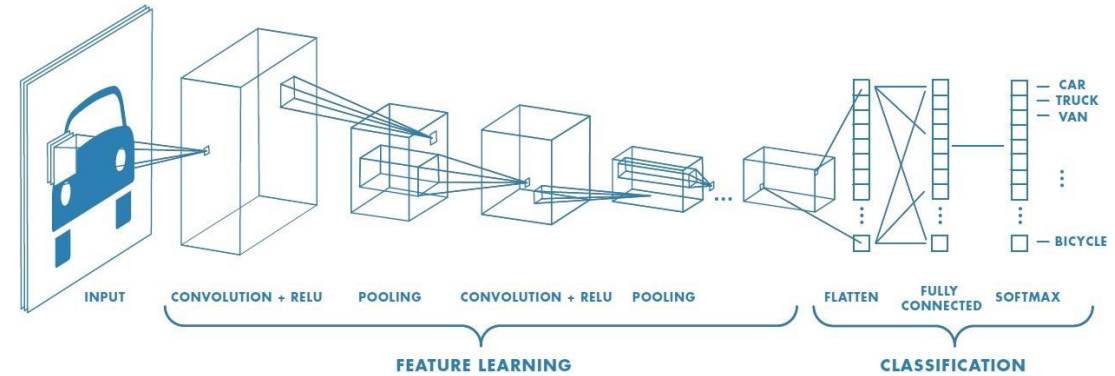 CAR
TRUCK
VAN
BICYCLE
INPUT
CONVOLUTION + RELU
POOLING
CONVOLUTION + RELU
POOLING
FLATTEN
FULLY
CONNECTED
SOFTMAX
FEATURE LEARNING
CLASSIFICATION